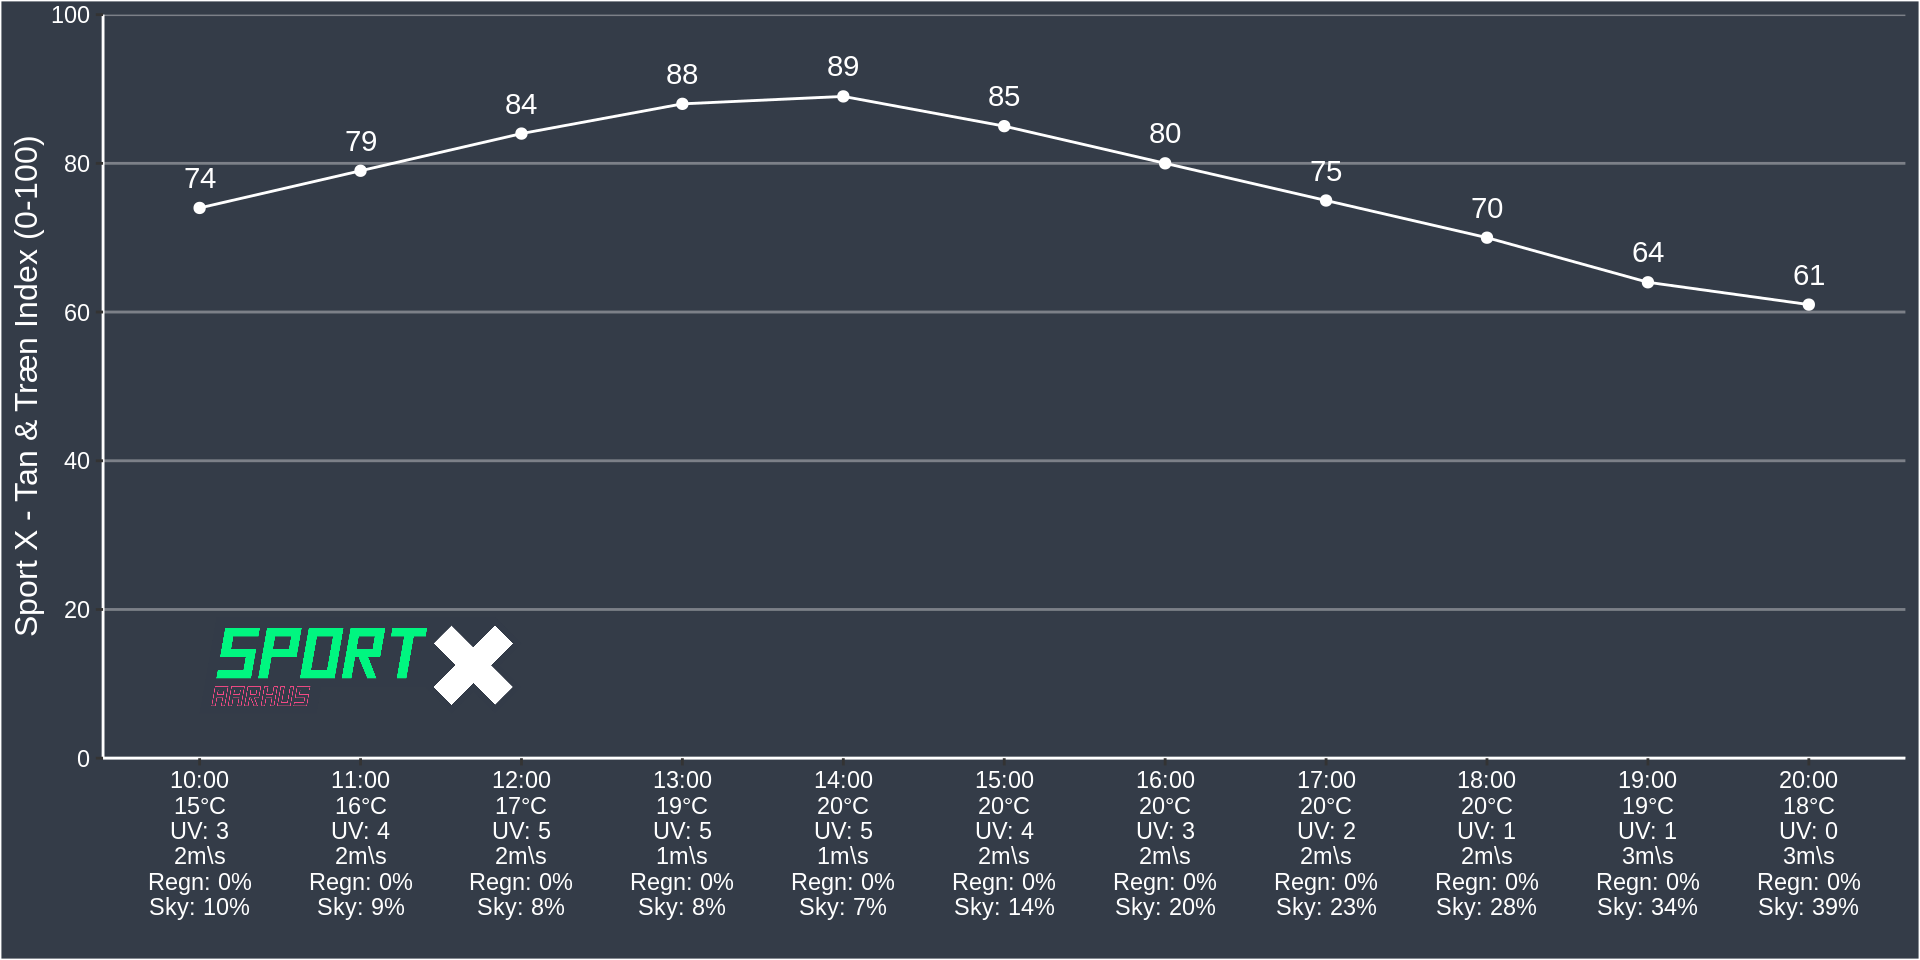 Sport X - Tan & Træn Index (0-100)
100
80
60
40
20
0
74
79
84
88
89
85
80
75
70
64
61
SPORT X
AARHUS
10:00 11:00 12:00 13:00 14:00 15:00 16:00 17:00 18:00 19:00 20:00
15°C 16°C 17°C 19°C 20°C 20°C 20°C 20°C 20°C 19°C 18°C
UV: 3 UV: 4 UV: 5 UV: 5 UV: 5 UV: 4 UV: 3 UV: 2 UV: 1 UV: 1 UV: 0
2m\s 2m\s 2m\s 1m\s 1m\s 2m\s 2m\s 2m\s 2m\s 3m\s 3m\s
Regn: 0% Regn: 0% Regn: 0% Regn: 0% Regn: 0% Regn: 0% Regn: 0% Regn: 0% Regn: 0% Regn: 0% Regn: 0%
Sky: 10% Sky: 9% Sky: 8% Sky: 8% Sky: 7% Sky: 14% Sky: 20% Sky: 23% Sky: 28% Sky: 34% Sky: 39%